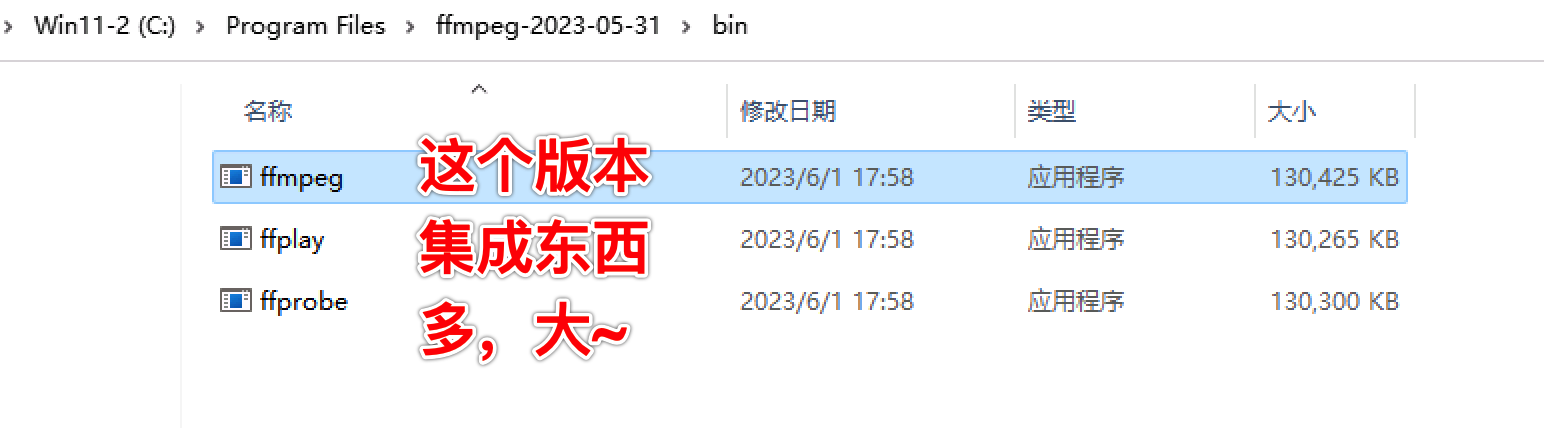 Win11-2 (C:) › Program Files › ffmpeg-2023-05-31 › bin
名称 修改日期 类型 大小
ffmpeg 2023/6/1 17:58 应用程序 130,425 KB
ffplay 2023/6/1 17:58 应用程序 130,265 KB
ffprobe 2023/6/1 17:58 应用程序 130,300 KB
这个版本
集成东西
多，大~